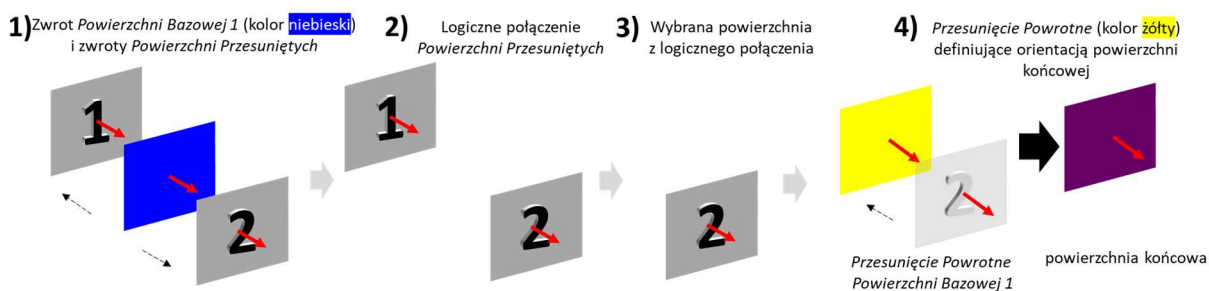 1) Zwrot Powierzchni Bazowej 1 (kolor niebieski)
i zwroty Powierzchni Przesuniętych
2) Logiczne połączenie
Powierzchni Przesuniętych
3) Wybrana powierzchnia
z logicznego połączenia
4) Przesunięcie Powrotne (kolor żółty)
definiujące orientacją powierzchni
końcowej
1
2
1
2
2
2
Przesunięcie Powrotne
Powierzchni Bazowej 1
powierzchnia końcowa